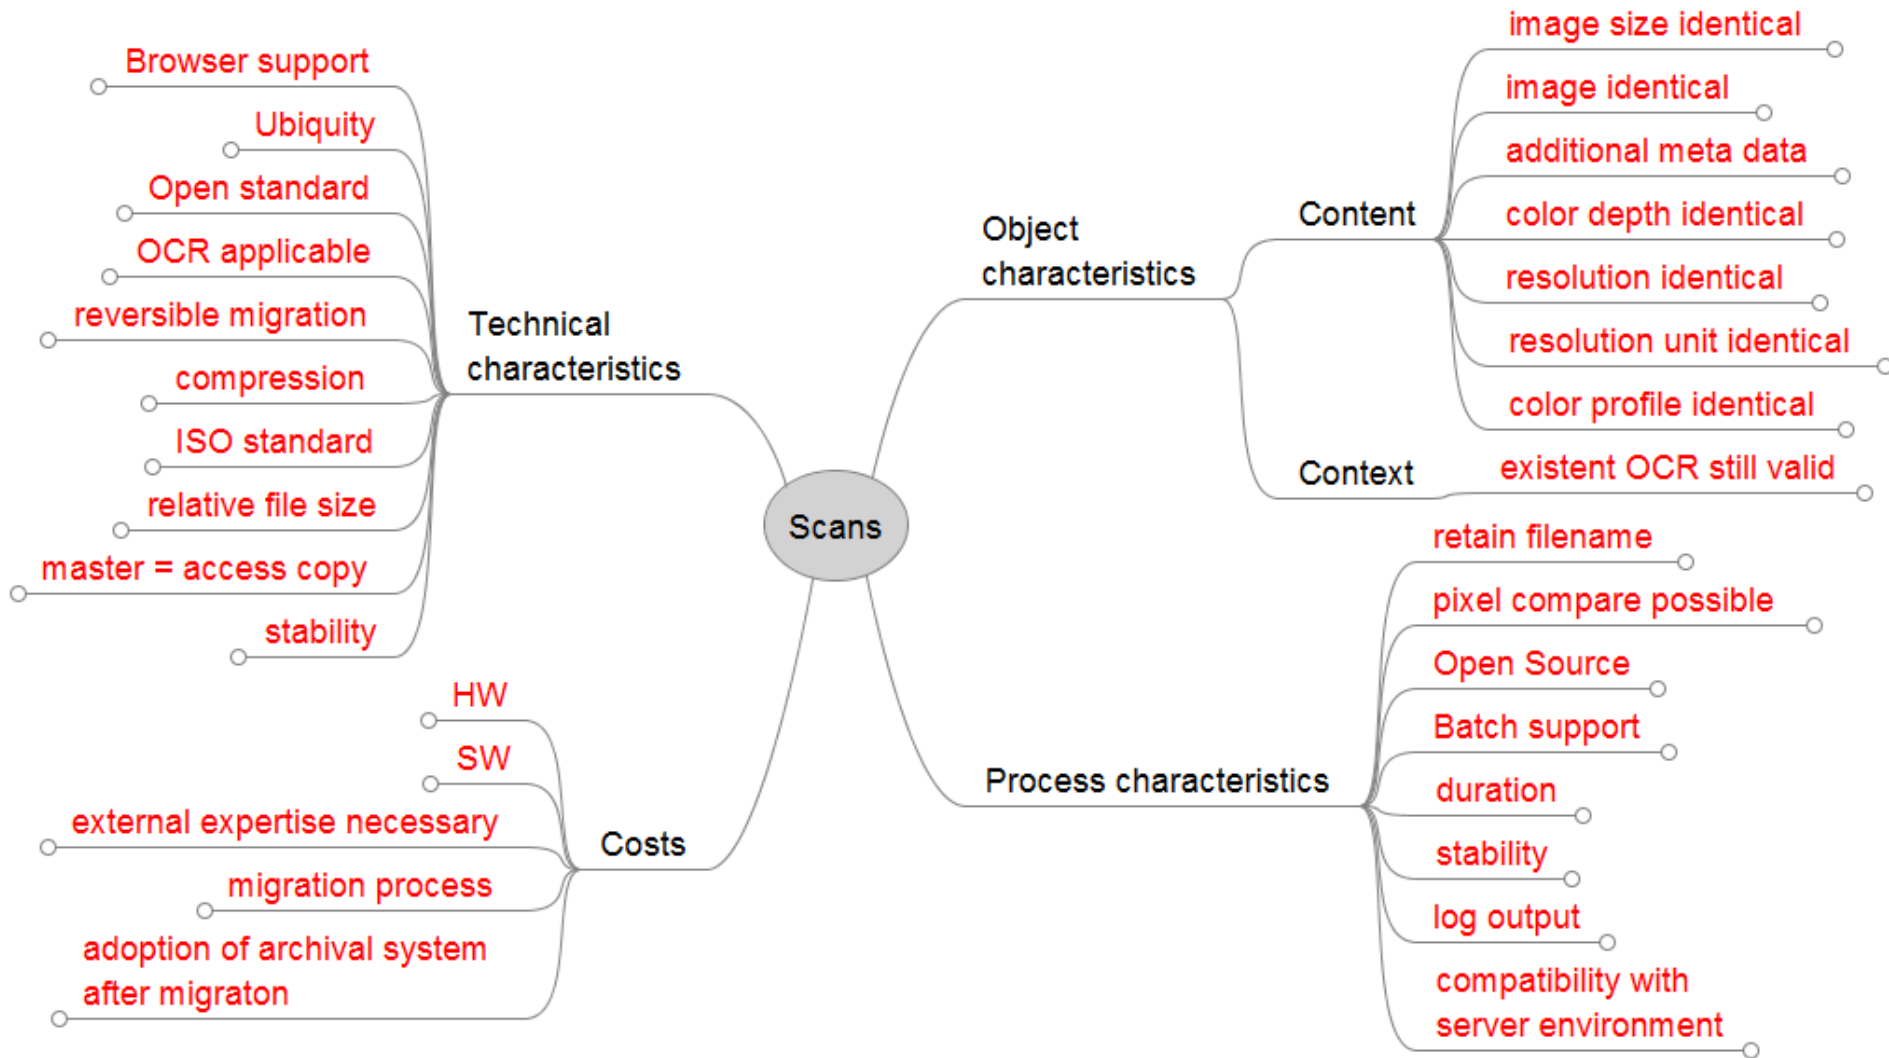 Scans
Technical
characteristics
Browser support
Ubiquity
Open standard
OCR applicable
reversible migration
compression
ISO standard
relative file size
master = access copy
stability
Costs
HW
SW
external expertise necessary
migration process
adoption of archival system
after migraton
Object
characteristics
Content
image size identical
image identical
additional meta data
color depth identical
resolution identical
resolution unit identical
color profile identical
Context
existent OCR still valid
Process characteristics
retain filename
pixel compare possible
Open Source
Batch support
duration
stability
log output
compatibility with
server environment